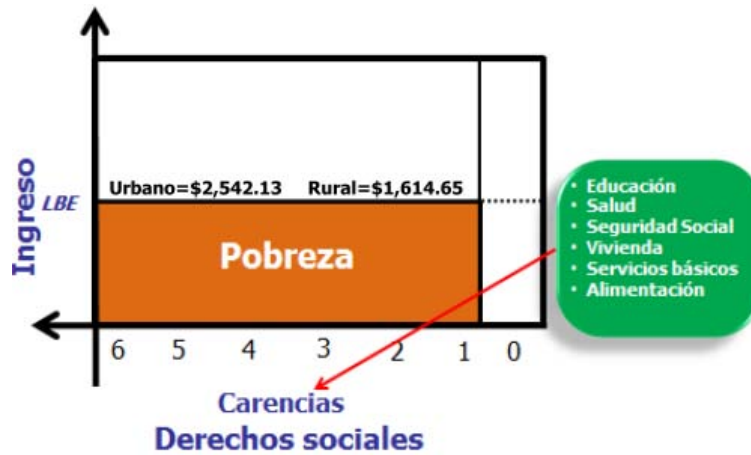 Ingreso
LBE
Urbano=$2,542.13 Rural=$1,614.65
Pobreza
6 5 4 3 2 1 0
Carencias
Derechos sociales
• Educación
• Salud
• Seguridad Social
• Vivienda
• Servicios básicos
• Alimentación